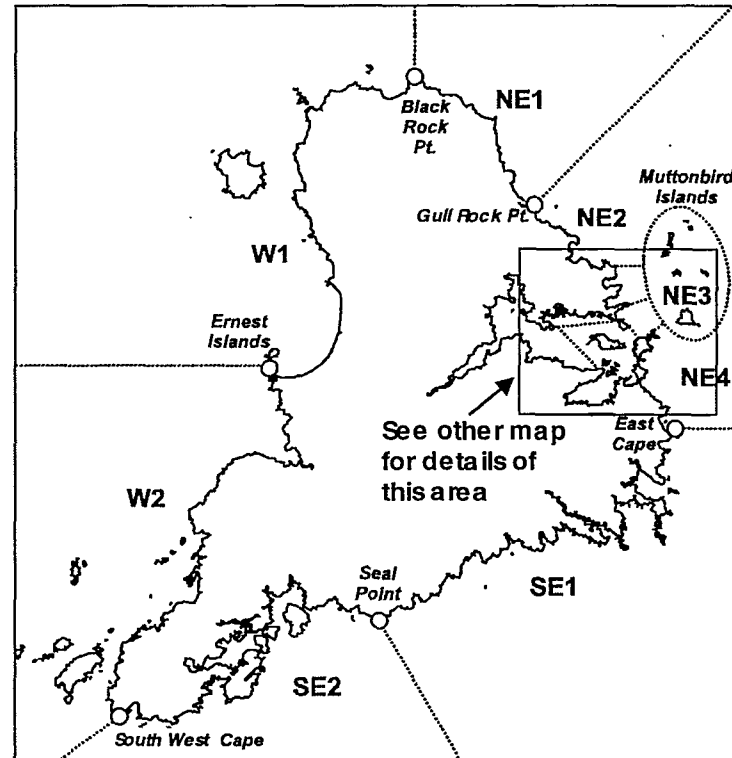 NE1
Black
Rock
Pt.
Muttonbird
Islands
Gull Rock Pt.
NE2
W1
NE3
Ernest
Islands
NE4
See other map
for details of
this area
East
Cape
W2
Seal
Point
SE1
SE2
South West Cape